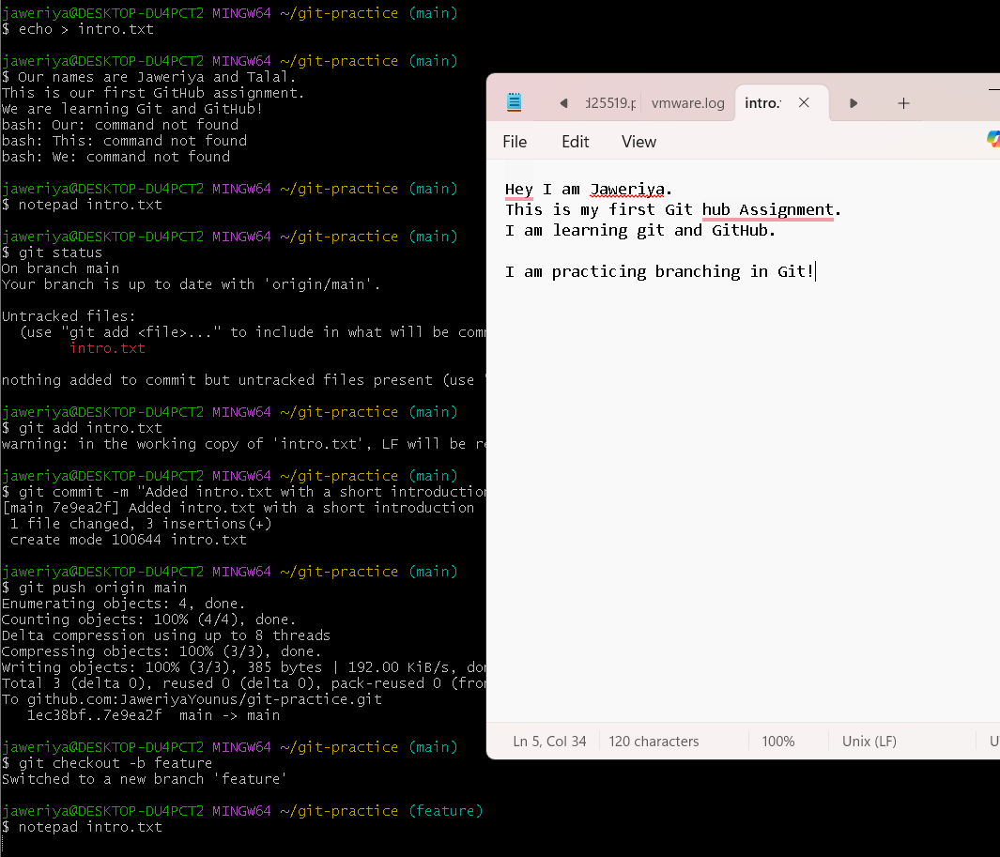 jaweriya@DESKTOP-DU4PCT2 MINGW64 ~/git-practice (main)
$ echo > intro.txt
jaweriya@DESKTOP-DU4PCT2 MINGW64 ~/git-practice (main)
$ Our names are Jaweriya and Talal.
This is our first GitHub assignment.
We are learning Git and GitHub!
bash: Our: command not found
bash: This: command not found
bash: We: command not found
jaweriya@DESKTOP-DU4PCT2 MINGW64 ~/git-practice (main)
$ notepad intro.txt
jaweriya@DESKTOP-DU4PCT2 MINGW64 ~/git-practice (main)
$ git status
On branch main
Your branch is up to date with 'origin/main'.
Untracked files:
(use "git add <file>..." to include in what will be com
intro.txt
nothing added to commit but untracked files present (use
jaweriya@DESKTOP-DU4PCT2 MINGW64 ~/git-practice (main)
$ git add intro.txt
warning: in the working copy of 'intro.txt', LF will be re
jaweriya@DESKTOP-DU4PCT2 MINGW64 ~/git-practice (main)
$ git commit -m "Added intro.txt with a short introduction
[main 7e9ea2f] Added intro.txt with a short introduction
1 file changed, 3 insertions(+)
create mode 100644 intro.txt
jaweriya@DESKTOP-DU4PCT2 MINGW64 ~/git-practice (main)
$ git push origin main
Enumerating objects: 4, done.
Counting objects: 100% (4/4), done.
Delta compression using up to 8 threads
Compressing objects: 100% (3/3), done.
Writing objects: 100% (3/3), 385 bytes | 192.00 KiB/s, don
Total 3 (delta 0), reused 0 (delta 0), pack-reused 0 (from
To github.com:JaweriyaYounus/git-practice.git
1ec38bf..7e9ea2f main -> main
jaweriya@DESKTOP-DU4PCT2 MINGW64 ~/git-practice (main)
$ git checkout -b feature
Switched to a new branch 'feature'
jaweriya@DESKTOP-DU4PCT2 MINGW64 ~/git-practice (feature)
$ notepad intro.txt
d25519.p vmware.log intro.
File Edit View
Hey I am Jaweriya.
This is my first Git hub Assignment.
I am learning git and GitHub.
I am practicing branching in Git!
Ln 5, Col 34 120 characters 100% Unix (LF)